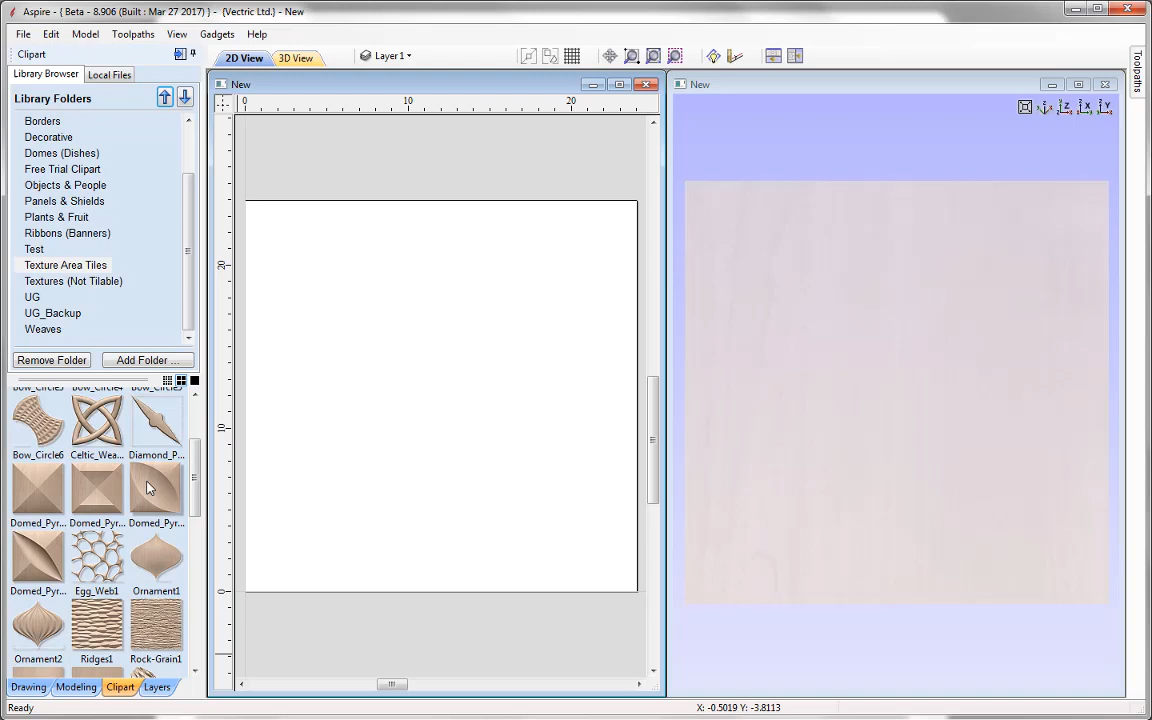 Aspire - { Beta - 8.906 (Built : Mar 27 2017) } - {Vectric Ltd.} - New
File Edit Model Toolpaths View Gadgets Help
Clipart
2D View 3D View Layer1
Library Browser Local Files
Library Folders
Borders
Decorative
Domes (Dishes)
Free Trial Clipart
Objects & People
Panels & Shields
Plants & Fruit
Ribbons (Banners)
Test
Texture Area Tiles
Textures (Not Tilable)
UG
UG_Backup
Weaves
Remove Folder Add Folder ...
Bow_Circle3 Bow_Circle4 Bow_Circle5
Bow_Circle6 Celtic_Wea... Diamond_P...
Domed_Pyr... Domed_Pyr... Domed_Pyr...
Domed_Pyr... Egg_Web1 Ornament1
Ornament2 Ridges1 Rock-Grain1
Drawing Modeling Clipart Layers
Ready
New
0 10 20
20
10
0
New
Z Z X Y
Toolpaths
X: -0.5019 Y: -3.8113